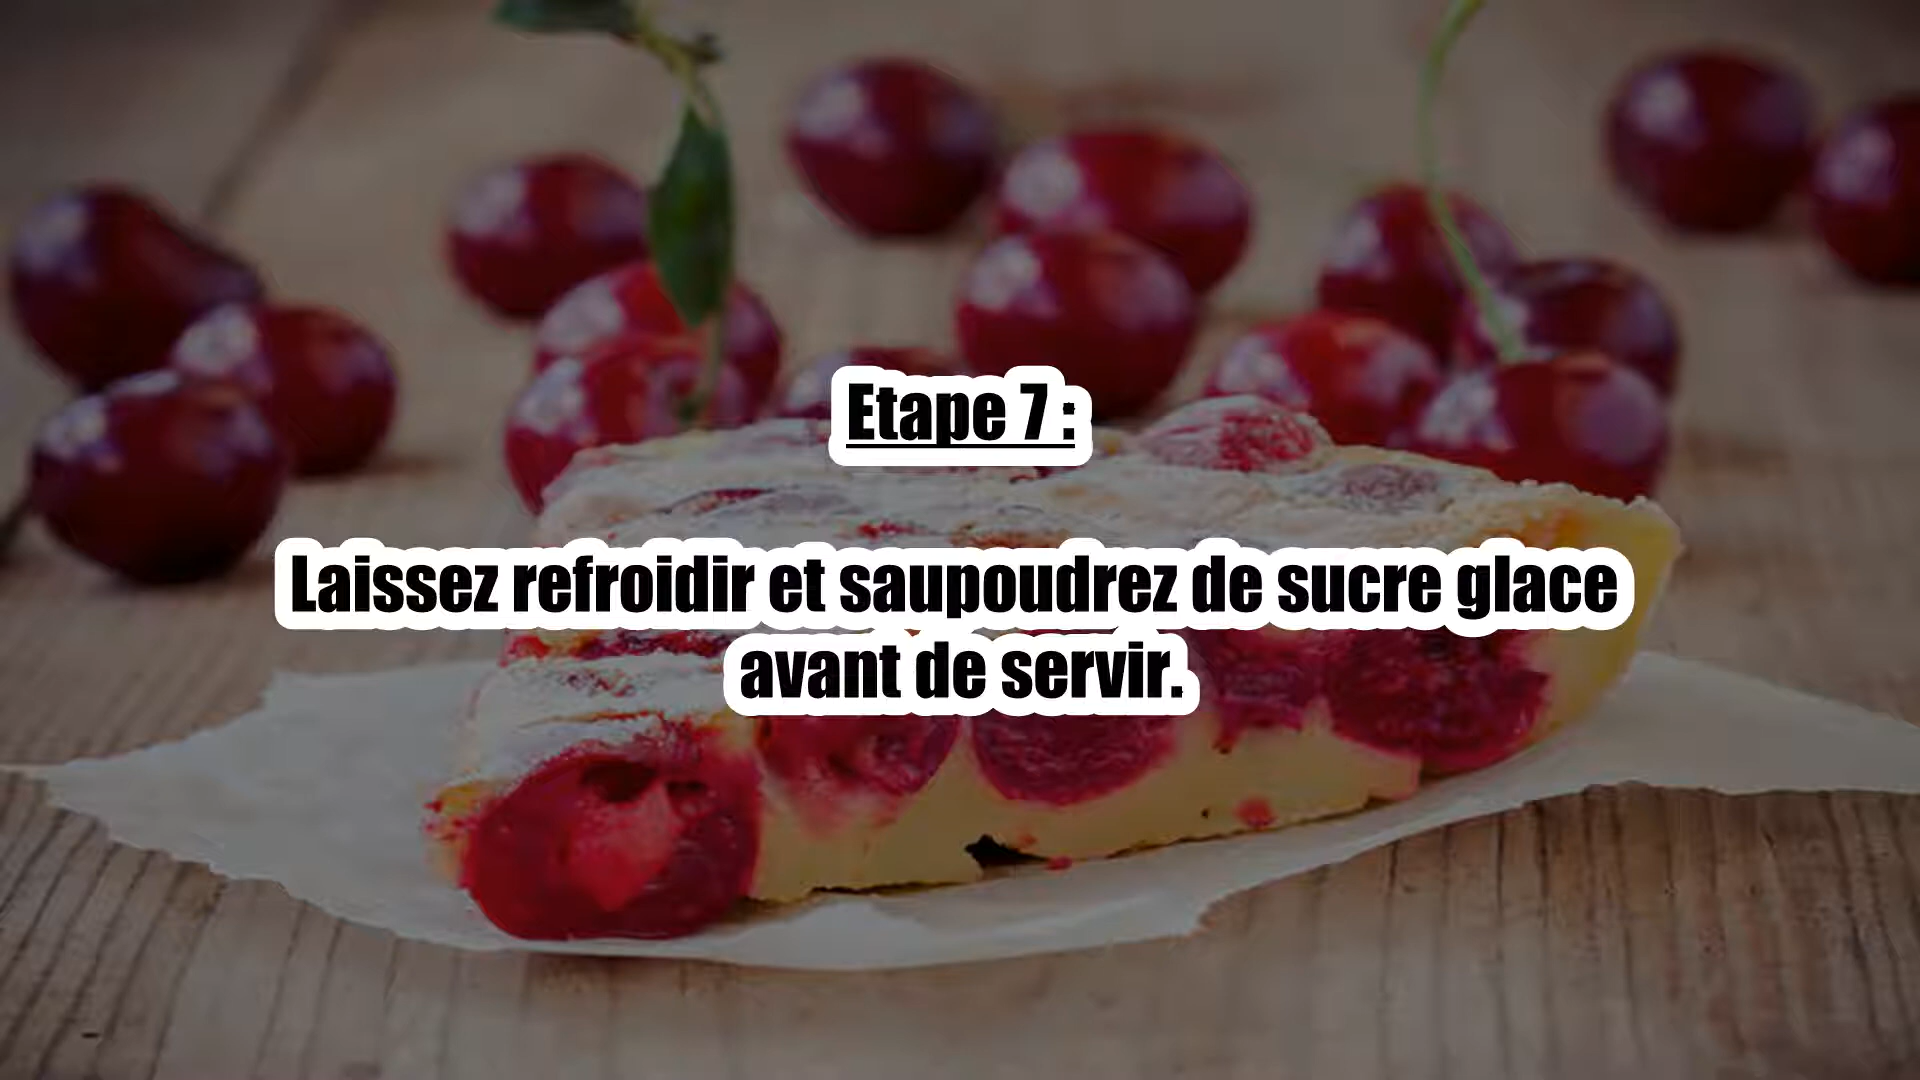 Etape 7 :
Laissez refroidir et saupoudrez de sucre glace
avant de servir.